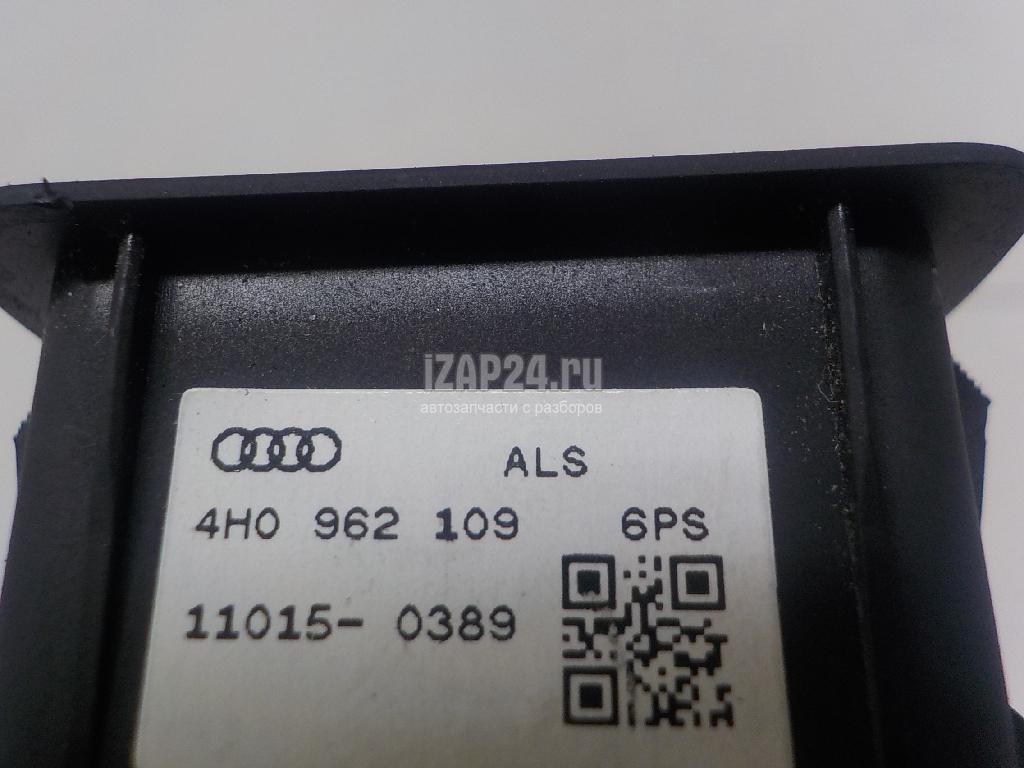 iZAP24.ru
автозапчасти с разборов
ALS
4H0 962 109 6PS
11015- 0389